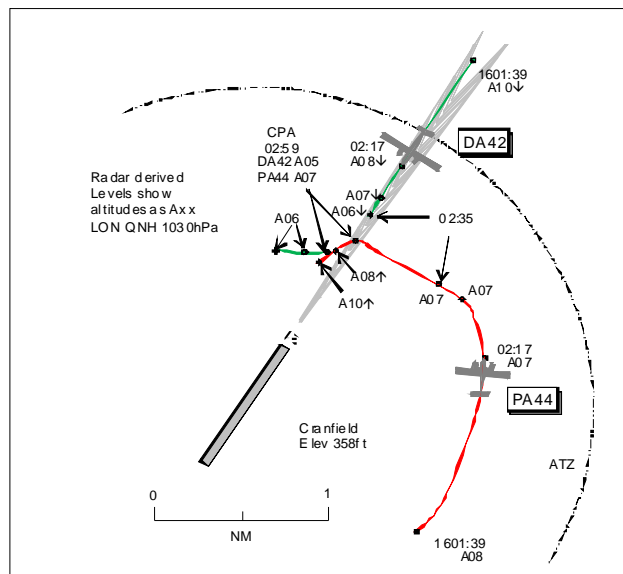 1601:39
A10↓
DA42
CPA
02:59
DA42 A05
PA44 A07
02:17
A08↓
Radar derived
Levels show
altitudes as Axx
LON QNH 1030hPa
A07↓
A06↓
02:35
A06
A08↑
A10↑
A07
A07
02:17
A07
PA44
Cranfield
Elev 358ft
ATZ
0
1
NM
1601:39
A08